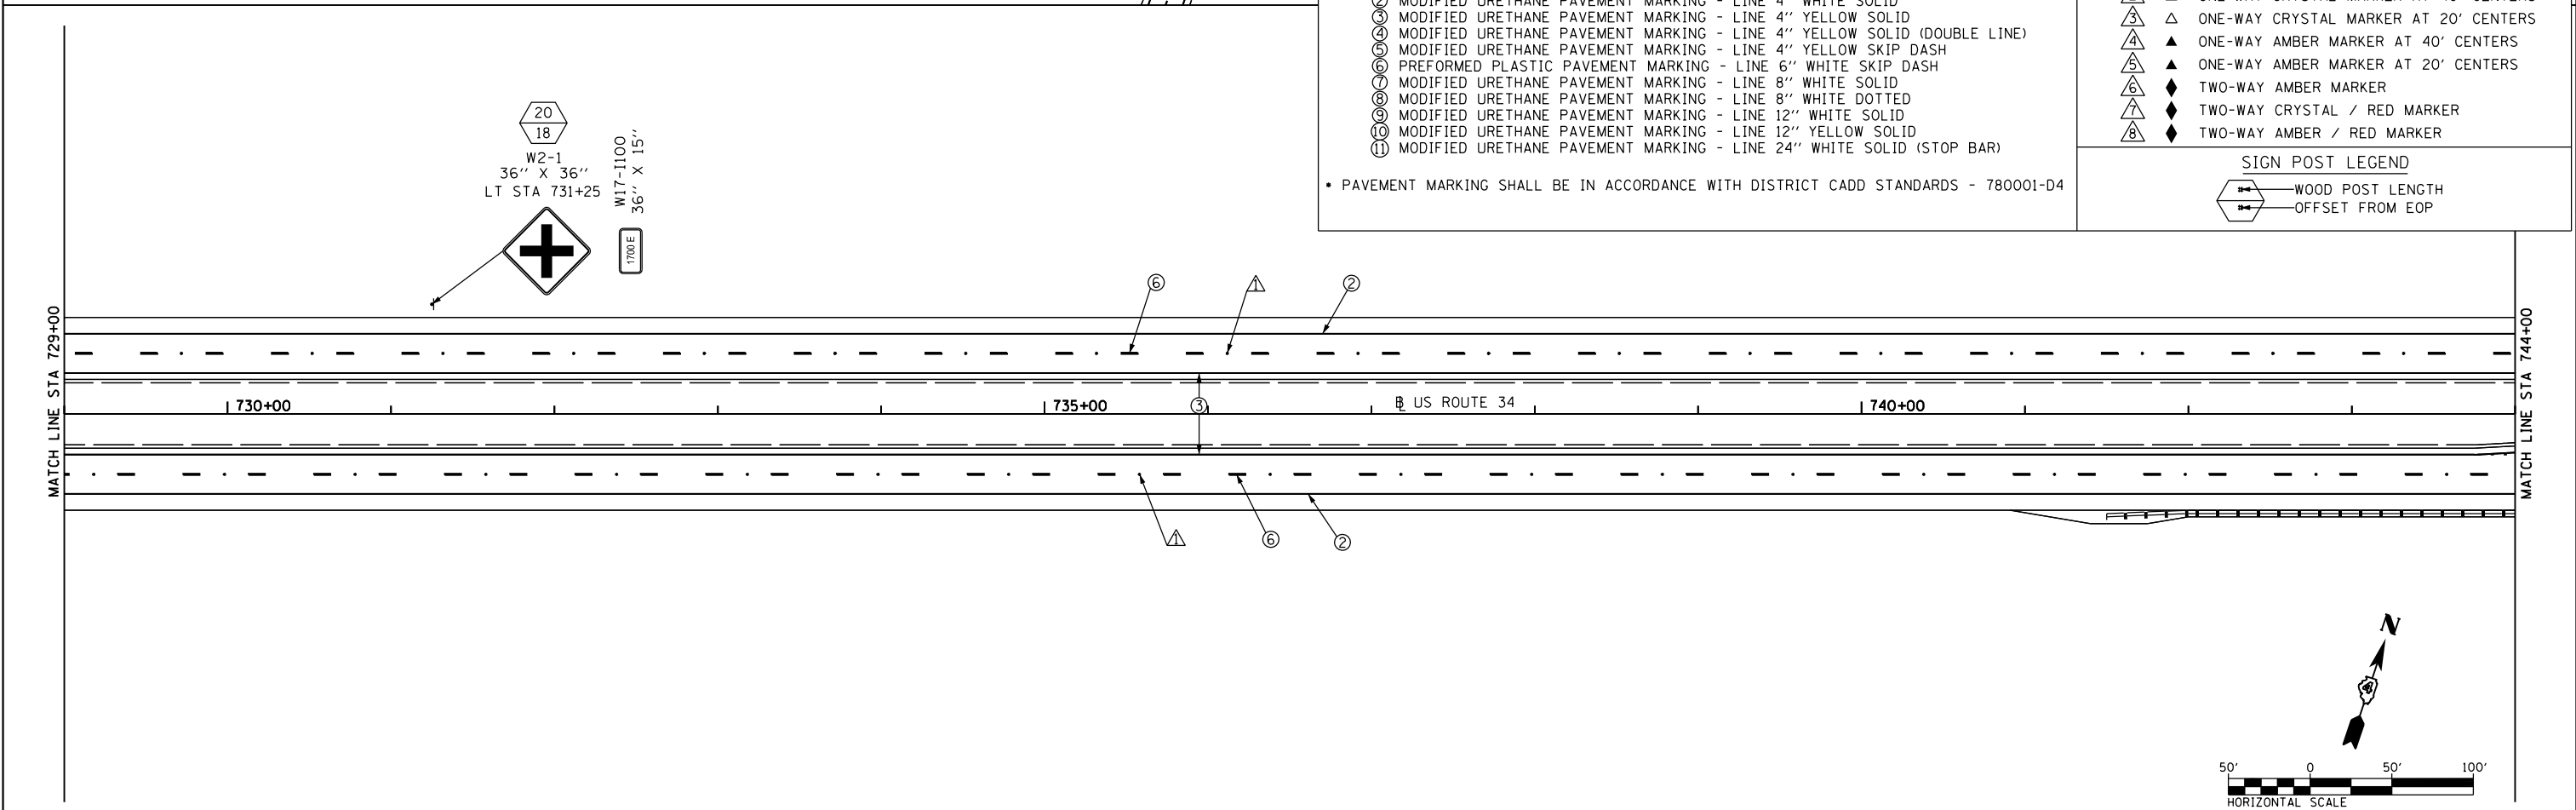 ② MODIFIED URETHANE PAVEMENT MARKING - LINE 4" WHITE SOLID
③ MODIFIED URETHANE PAVEMENT MARKING - LINE 4" YELLOW SOLID
④ MODIFIED URETHANE PAVEMENT MARKING - LINE 4" YELLOW SOLID (DOUBLE LINE)
⑤ MODIFIED URETHANE PAVEMENT MARKING - LINE 4" YELLOW SKIP DASH
⑥ PREFORMED PLASTIC PAVEMENT MARKING - LINE 6" WHITE SKIP DASH
⑦ MODIFIED URETHANE PAVEMENT MARKING - LINE 8" WHITE SOLID
⑧ MODIFIED URETHANE PAVEMENT MARKING - LINE 8" WHITE DOTTED
⑨ MODIFIED URETHANE PAVEMENT MARKING - LINE 12" WHITE SOLID
⑩ MODIFIED URETHANE PAVEMENT MARKING - LINE 12" YELLOW SOLID
⑪ MODIFIED URETHANE PAVEMENT MARKING - LINE 24" WHITE SOLID (STOP BAR)
* PAVEMENT MARKING SHALL BE IN ACCORDANCE WITH DISTRICT CADD STANDARDS - 780001-D4
3 ONE-WAY CRYSTAL MARKER AT 20' CENTERS
4 ONE-WAY AMBER MARKER AT 40' CENTERS
5 ONE-WAY AMBER MARKER AT 20' CENTERS
6 TWO-WAY AMBER MARKER
7 TWO-WAY CRYSTAL / RED MARKER
8 TWO-WAY AMBER / RED MARKER
SIGN POST LEGEND
WOOD POST LENGTH
OFFSET FROM EOP
20
18
W2-1
36" X 36"
LT STA 731+25
W17-I100
36" X 15"
1700 E
⑥
1
②
MATCH LINE STA 729+00
730+00
735+00
③
℄ US ROUTE 34
740+00
MATCH LINE STA 744+00
1
⑥
②
N
50'
0
50'
100'
HORIZONTAL SCALE